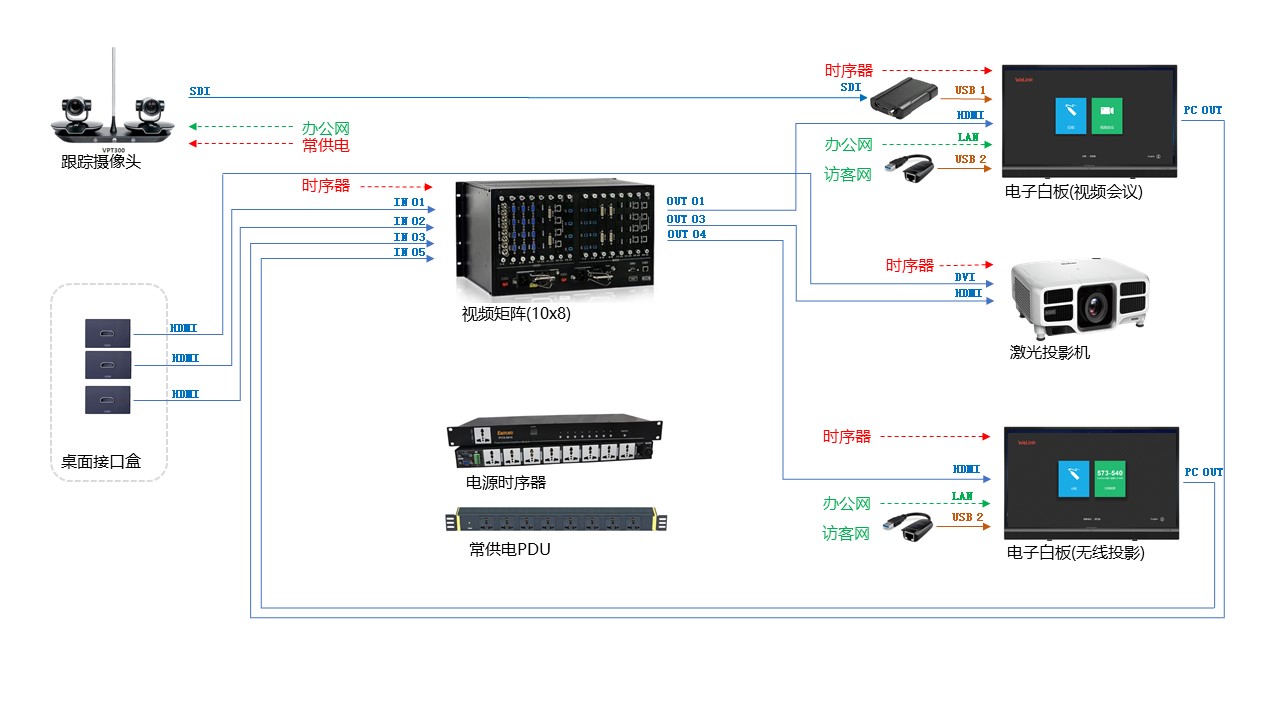 SDI
办公网
常供电
VPT300
跟踪摄像头
时序器
SDI
USB 1
HDMI
办公网
LAN
访客网
USB 2
WeLink
PC OUT
电子白板(视频会议)
时序器
IN 01
IN 02
IN 03
IN 05
OUT 01
OUT 03
OUT 04
视频矩阵(10x8)
时序器
DVI
HDMI
激光投影机
HDMI
HDMI
HDMI
桌面接口盒
电源时序器
常供电PDU
时序器
HDMI
办公网
LAN
访客网
USB 2
WeLink
573-540
PC OUT
电子白板(无线投影)